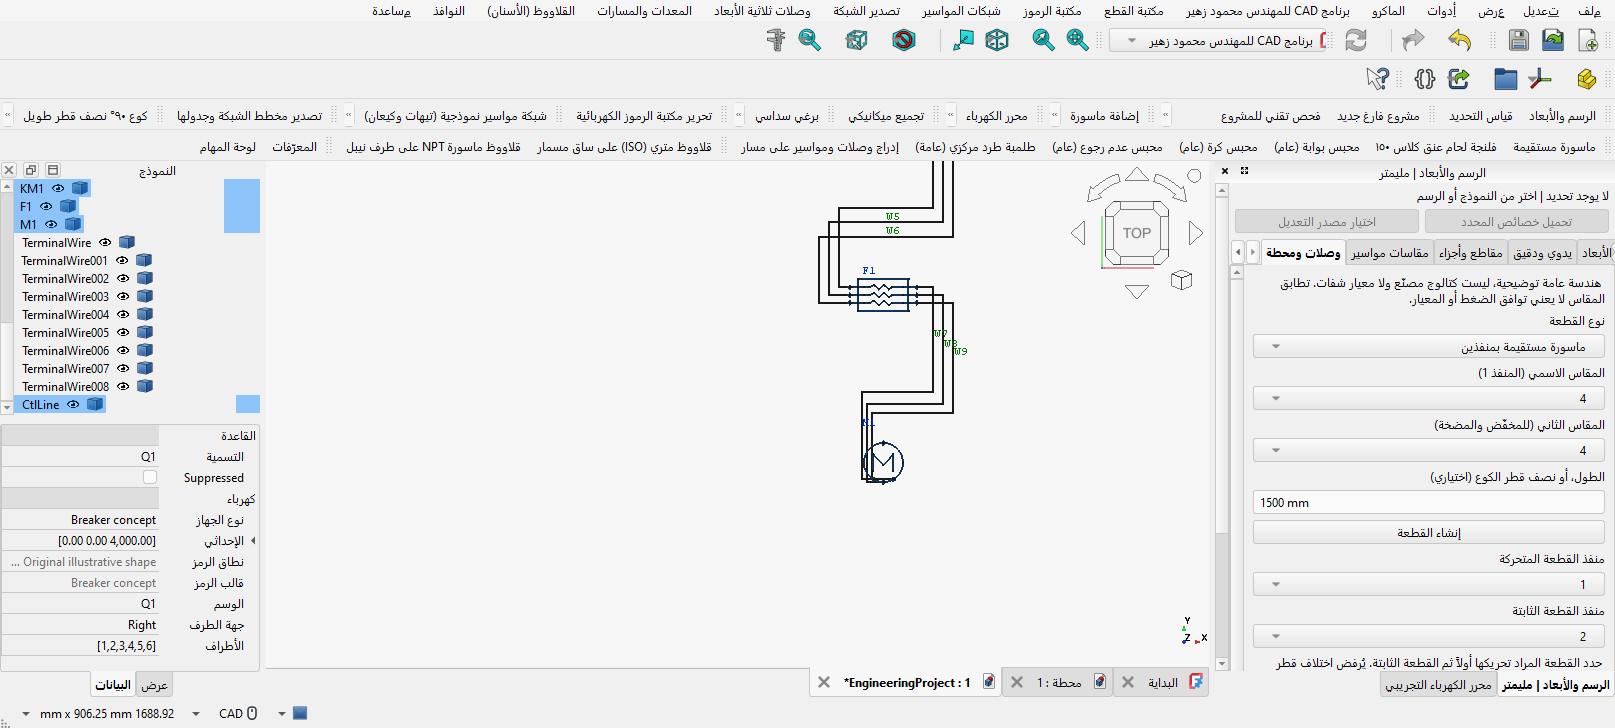 ملف
تعديل
عرض
أدوات
الماكرو
برنامج CAD للمهندس محمود زهير
مكتبة القطع
مكتبة الرموز
شبكات المواسير
تصدير الشبكة
وصلات ثلاثية الأبعاد
القلاووظ (الأسنان)
المعدات والمسارات
النوافذ
مساعدة
برنامج CAD للمهندس محمود زهير
الرسم والأبعاد
قياس التحديد
مشروع فارغ جديد
فحص تقني للمشروع
إضافة ماسورة
محرر الكهرباء
تجميع ميكانيكي
برغي سداسي
تحرير مكتبة الرموز الكهربائية
شبكة مواسير نموذجية (تيهات وكيعان)
تصدير مخطط الشبكة وجدولها
كوع ٩٠° نصف قطر طويل
ماسورة مستقيمة
فلنجة لحام عنق كلاس ١٥٠
محبس بوابة (عام)
محبس كرة (عام)
محبس عدم رجوع (عام)
طلمبة طرد مركزي (عامة)
إدراج وصلات ومواسير على مسار
قلاووظ متري (ISO) على ساق مسمار
قلاووظ ماسورة NPT على طرف نيبل
المعرّفات
لوحة المهام
النموذج
KM1
F1
M1
TerminalWire
TerminalWire001
TerminalWire002
TerminalWire003
TerminalWire004
TerminalWire005
TerminalWire006
TerminalWire007
TerminalWire008
CtlLine
القاعدة
التسمية Q1
Suppressed
كهرباء
نوع الجهاز Breaker concept
الإحداثي [0.00 0.00 4,000.00]
نطاق الرمز Original illustrative shape ...
قالب الرمز Breaker concept
الوسم Q1
جهة الطرف Right
الأطراف [1,2,3,4,5,6]
عرض
البيانات
W5
W6
F1
W7
W8
W9
M
TOP
Y
Z
X
الرسم والأبعاد | مليمتر
لا يوجد تحديد | اختر من النموذج أو الرسم
تحميل خصائص المحدد
اختيار مصدر التعديل
الأبعاد
يدوي ودقيق
مقاطع وأجزاء
مقاسات مواسير
وصلات ومحطة
هندسة عامة توضيحية، ليست كتالوج مصنّع ولا معيار شفات. تطابق
المقاس لا يعني توافق الضغط أو المعيار.
نوع القطعة
ماسورة مستقيمة بمنفذين
المقاس الاسمي (المنفذ 1)
4
المقاس الثاني (للمخفّض والمضخة)
4
الطول، أو نصف قطر الكوع (اختياري)
1500 mm
إنشاء القطعة
منفذ القطعة المتحركة
1
منفذ القطعة الثابتة
2
حدد القطعة المراد تحريكها أولاً ثم القطعة الثابتة. يُرفض اختلاف قطر
الرسم والأبعاد | مليمتر
محرر الكهرباء التجريبي
البداية
محطة : 1
EngineeringProject : 1*
mm x 906.25 mm 1688.92
CAD